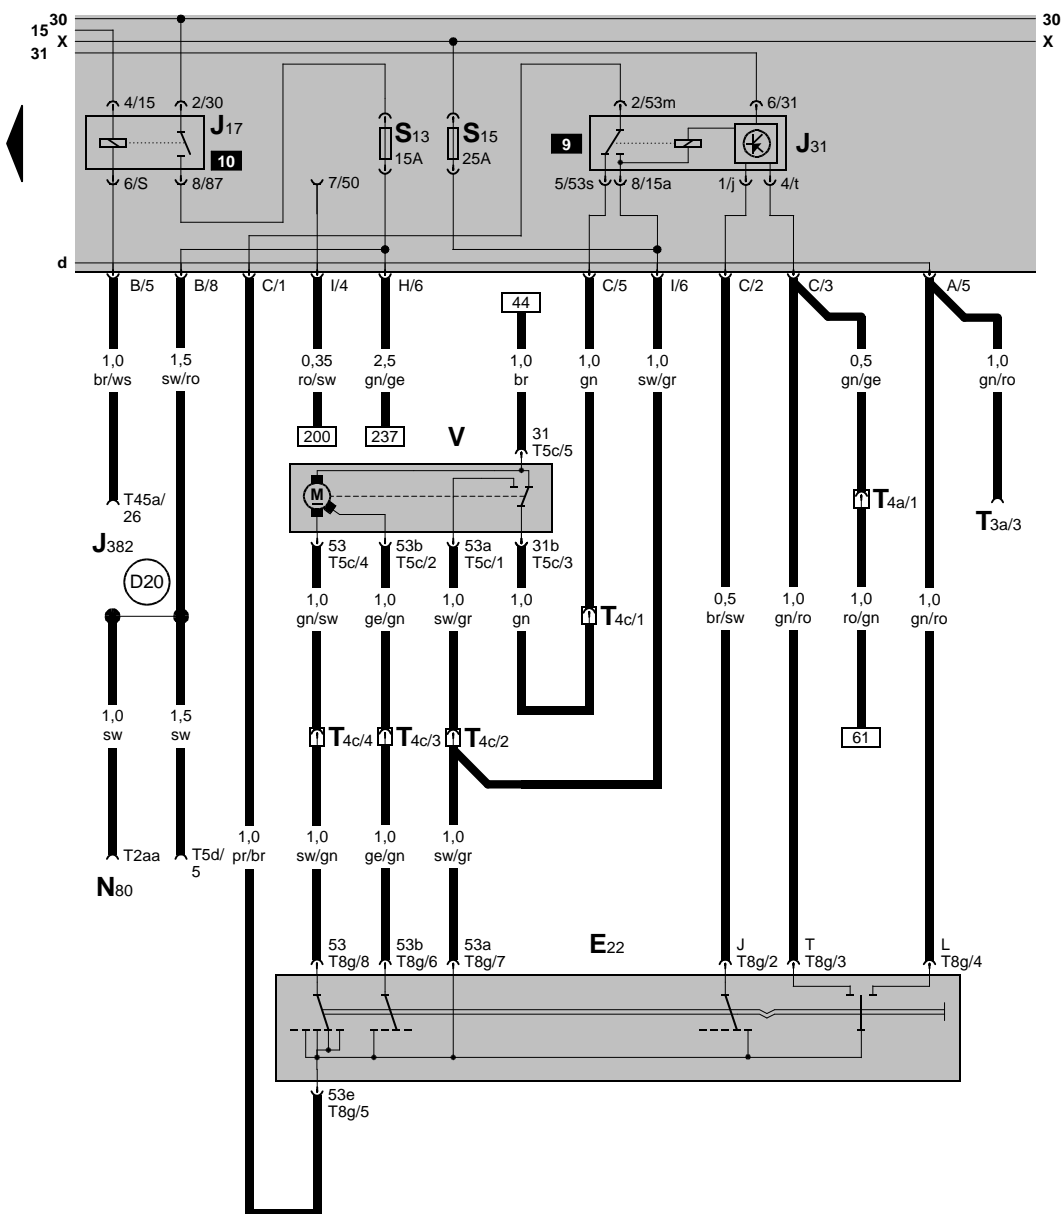 30 30
15
X X
31
4/15 2/30 2/53m 6/31
J17 S13 S15 9 J31
10 15A 25A
6/S 8/87 7/50 5/53s 8/15a 1/j 4/t
d
B/5 B/8 C/1 I/4 H/6 C/5 I/6 C/2 C/3 A/5
44
1,0 1,5 0,35 2,5 1,0 1,0 1,0 0,5 1,0
br/ws sw/ro ro/sw gn/ge br gn sw/gr gn/ge gn/ro
200 237 V 31
T5c/5
M
T45a/ T4a/1
26 T3a/3
J382
53 53b 53a 31b
T5c/4 T5c/2 T5c/1 T5c/3
D20
1,0 1,0 1,0 1,0 0,5 1,0 1,0 1,0
gn/sw ge/gn sw/gr gn br/sw gn/ro ro/gn gn/ro
T4c/1
1,0 1,5
sw sw
T4c/4 T4c/3 T4c/2 61
1,0 1,0 1,0 1,0
pr/br sw/gn ge/gn sw/gr
T2aa T5d/
5
N80
E22
53 53b 53a J T L
T8g/8 T8g/6 T8g/7 T8g/2 T8g/3 T8g/4
53e
T8g/5